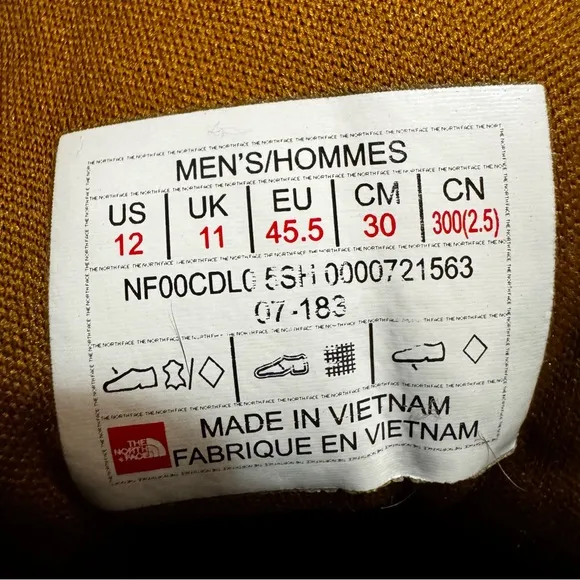 MEN'S/HOMMES
US UK EU CM CN
12 11 45.5 30 300(2.5)
5SH 0000721563
07-183
MADE IN VIETNAM
FABRIQUE EN VIETNAM
THE
NORTH
FACE